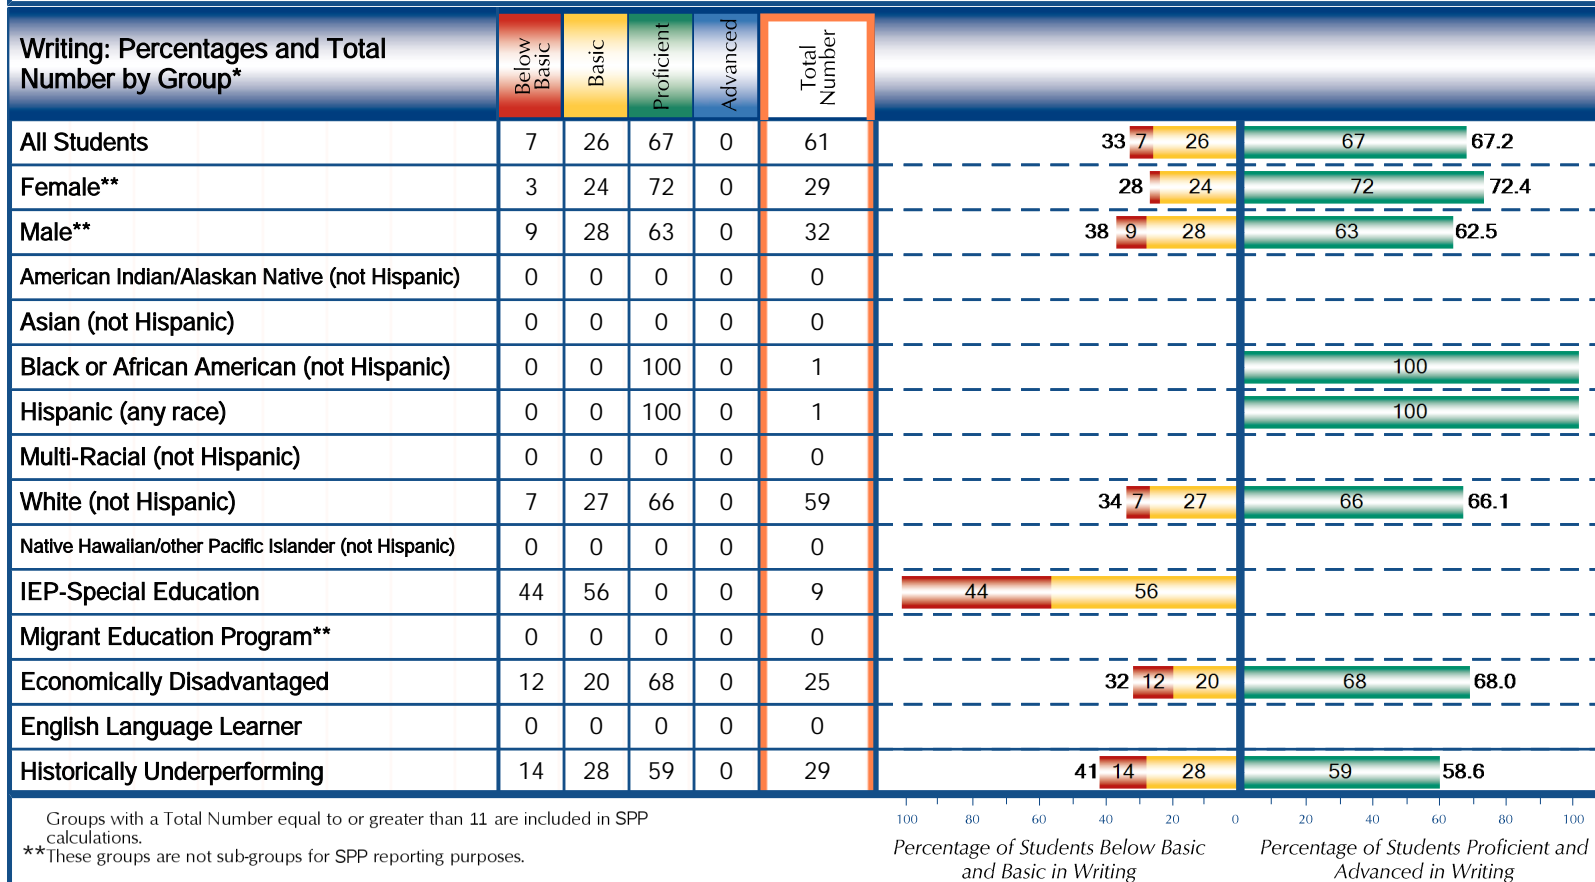 Writing: Percentages and Total
Number by Group*
Below
Basic
Basic
Proficient
Advanced
Total
Number
All Students 7 26 67 0 61 33 7 26 67 67.2
Female** 3 24 72 0 29 28 24 72 72.4
Male** 9 28 63 0 32 38 9 28 63 62.5
American Indian/Alaskan Native (not Hispanic) 0 0 0 0 0
Asian (not Hispanic) 0 0 0 0 0
Black or African American (not Hispanic) 0 0 100 0 1 100
Hispanic (any race) 0 0 100 0 1 100
Multi-Racial (not Hispanic) 0 0 0 0 0
White (not Hispanic) 7 27 66 0 59 34 7 27 66 66.1
Native Hawaiian/other Pacific Islander (not Hispanic) 0 0 0 0 0
IEP-Special Education 44 56 0 0 9 44 56
Migrant Education Program** 0 0 0 0 0
Economically Disadvantaged 12 20 68 0 25 32 12 20 68 68.0
English Language Learner 0 0 0 0 0
Historically Underperforming 14 28 59 0 29 41 14 28 59 58.6
100 80 60 40 20 0 20 40 60 80 100
Groups with a Total Number equal to or greater than 11 are included in SPP
calculations.
**These groups are not sub-groups for SPP reporting purposes.
Percentage of Students Below Basic
and Basic in Writing
Percentage of Students Proficient and
Advanced in Writing